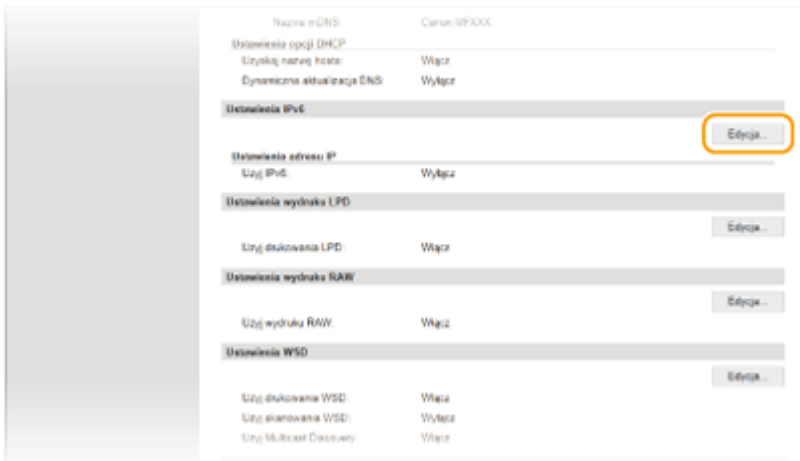 Nazwa mDNS: Canon MFXXX
Ustawienia opcji DHCP
Uzyskaj nazwę hosta: Włącz
Dynamiczna aktualizacja DNS: Wyłącz
Ustawienia IPv6
Edycja...
Ustawienia adresu IP
Użyj IPv6: Wyłącz
Ustawienia wydruku LPD
Edycja...
Użyj drukowania LPD: Włącz
Ustawienia wydruku RAW
Edycja...
Użyj wydruku RAW: Włącz
Ustawienia WSD
Edycja...
Użyj drukowania WSD: Włącz
Użyj skanowania WSD: Wyłącz
Użyj Multicast Discovery: Włącz